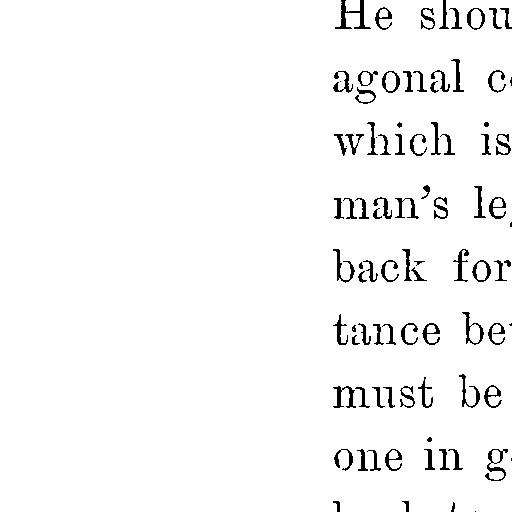 He shou
agonal c
which is
man's le
back for
tance be
must be
one in g